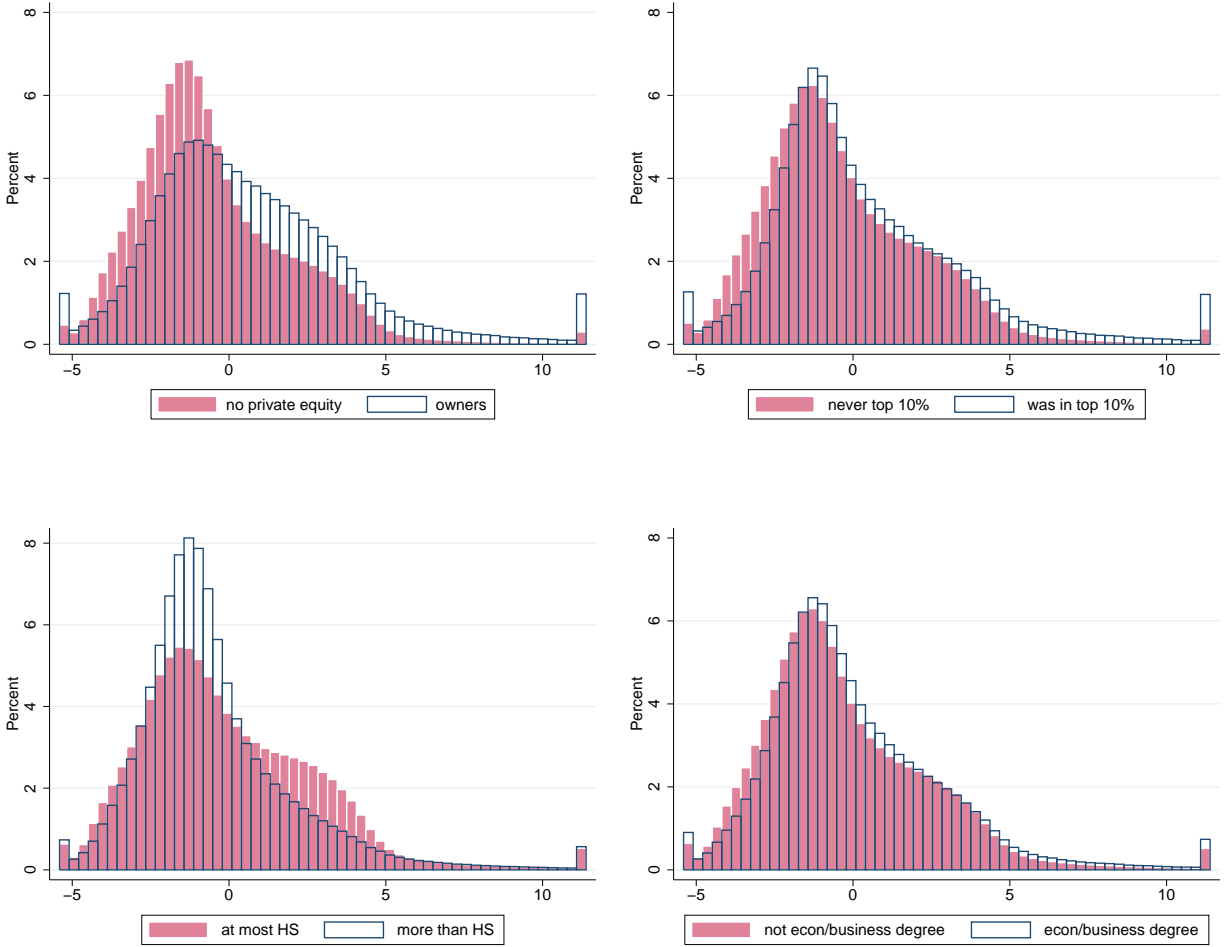 8
6
4
2
0
Percent
−5 0 5 10
no private equity owners
8
6
4
2
0
Percent
−5 0 5 10
never top 10% was in top 10%
8
6
4
2
0
Percent
−5 0 5 10
at most HS more than HS
8
6
4
2
0
Percent
−5 0 5 10
not econ/business degree econ/business degree